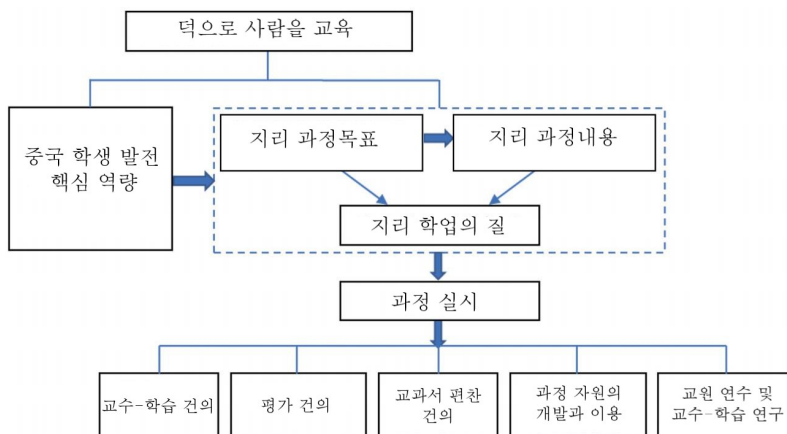 덕으로 사람을 교육
중국 학생 발전
핵심 역량
지리 과정목표
지리 과정내용
지리 학업의 질
과정 실시
교수-학습 건의
평가 건의
교과서 편찬
건의
과정 자원의
개발과 이용
교원 연수 및
교수-학습 연구